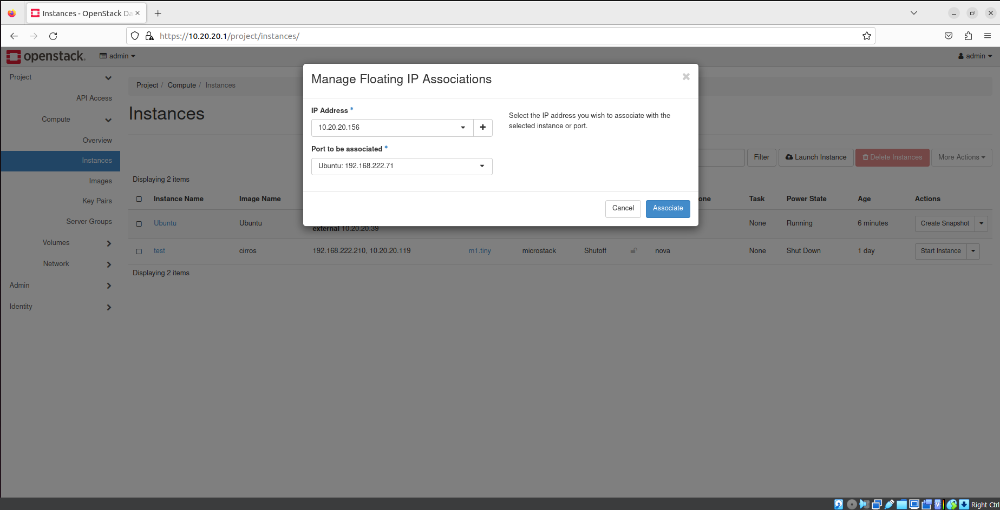 Instances - OpenStack Da
https://10.20.20.1/project/instances/
openstack.
admin
admin
Project
API Access
Compute
Overview
Instances
Images
Key Pairs
Server Groups
Volumes
Network
Admin
Identity
Project / Compute / Instances
Instances
Filter
Launch Instance
Delete Instances
More Actions
Displaying 2 items
Instance Name Image Name one Task Power State Age Actions
Ubuntu Ubuntu external 10.20.20.39 None Running 6 minutes Create Snapshot
test cirros 192.168.222.210, 10.20.20.119 m1.tiny microstack Shutoff nova None Shut Down 1 day Start Instance
Displaying 2 items
Manage Floating IP Associations
IP Address *
10.20.20.156
Port to be associated *
Ubuntu: 192.168.222.71
Select the IP address you wish to associate with the
selected instance or port.
Cancel
Associate
Right Ctrl